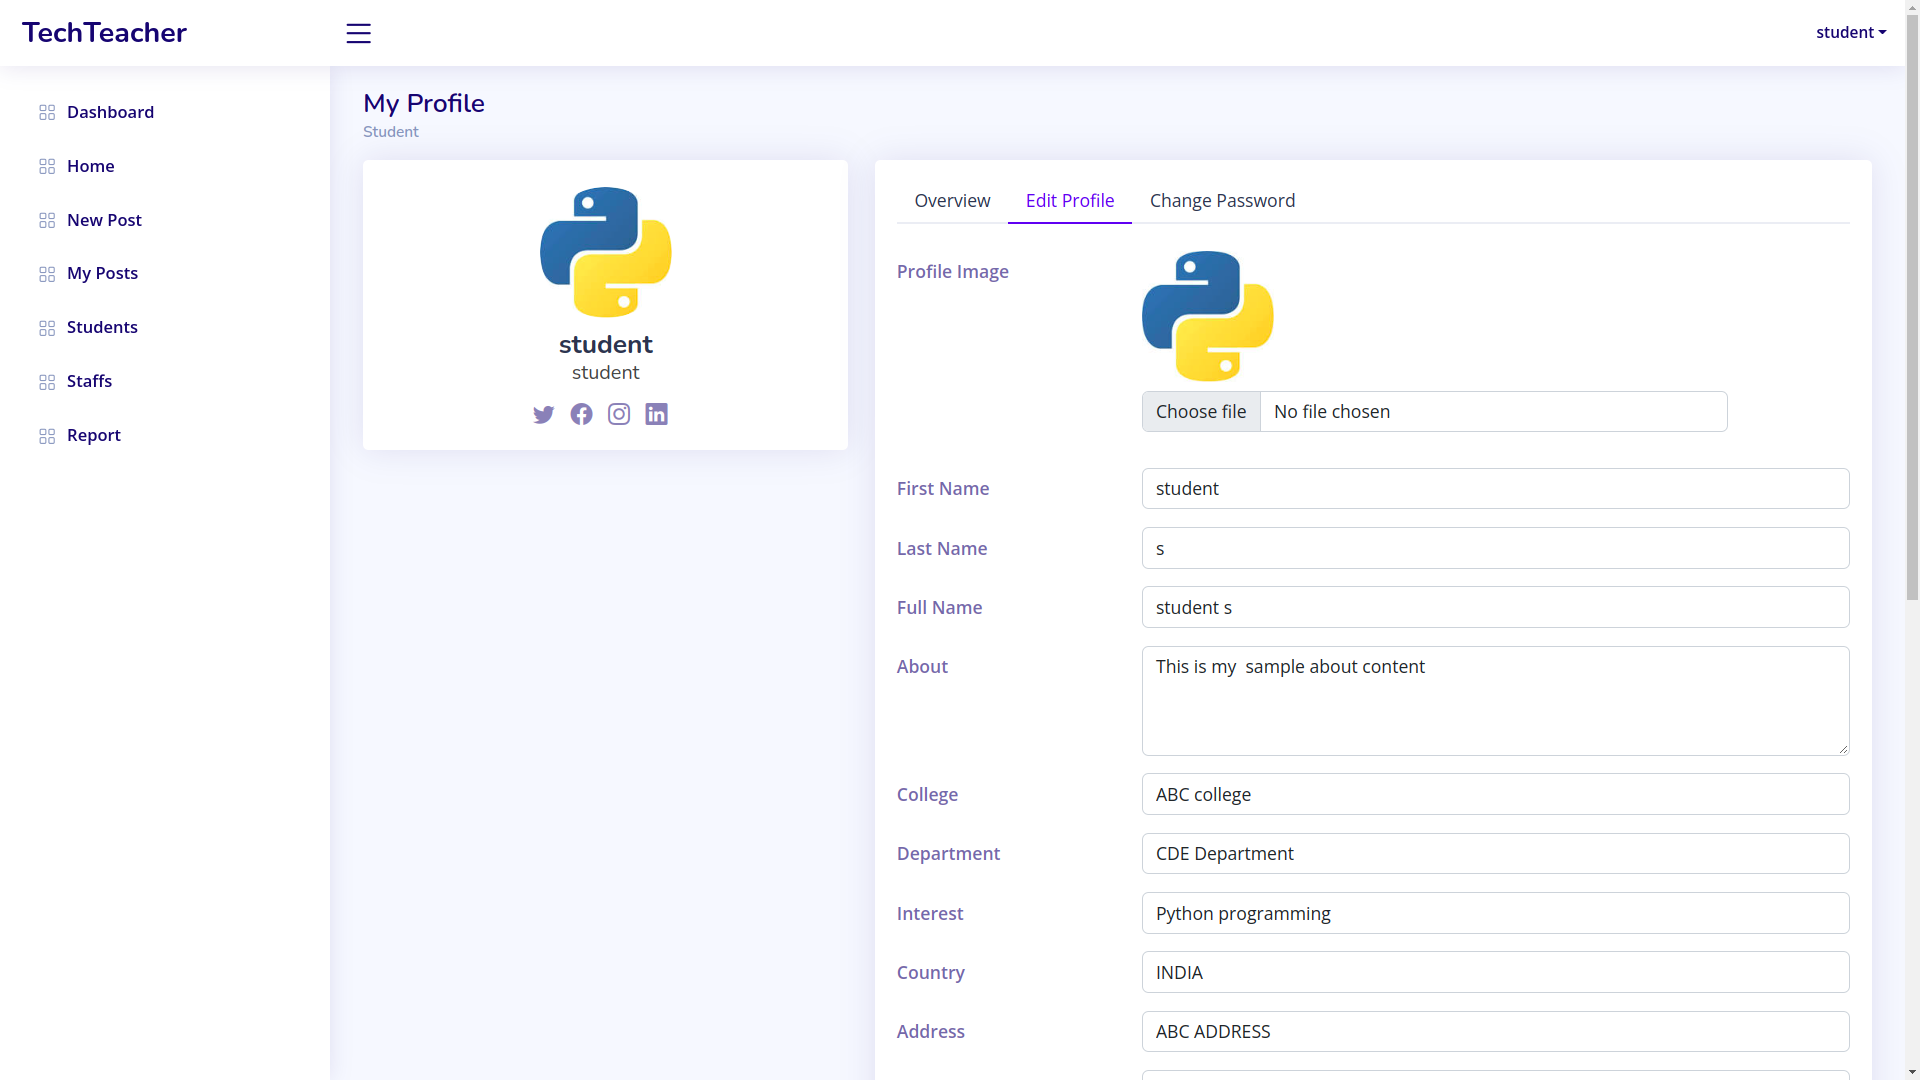 TechTeacher
student
Dashboard
Home
New Post
My Posts
Students
Staffs
Report
My Profile
Student
student
student
Overview
Edit Profile
Change Password
Profile Image
Choose file
No file chosen
First Name
student
Last Name
s
Full Name
student s
About
This is my  sample about content
College
ABC college
Department
CDE Department
Interest
Python programming
Country
INDIA
Address
ABC ADDRESS